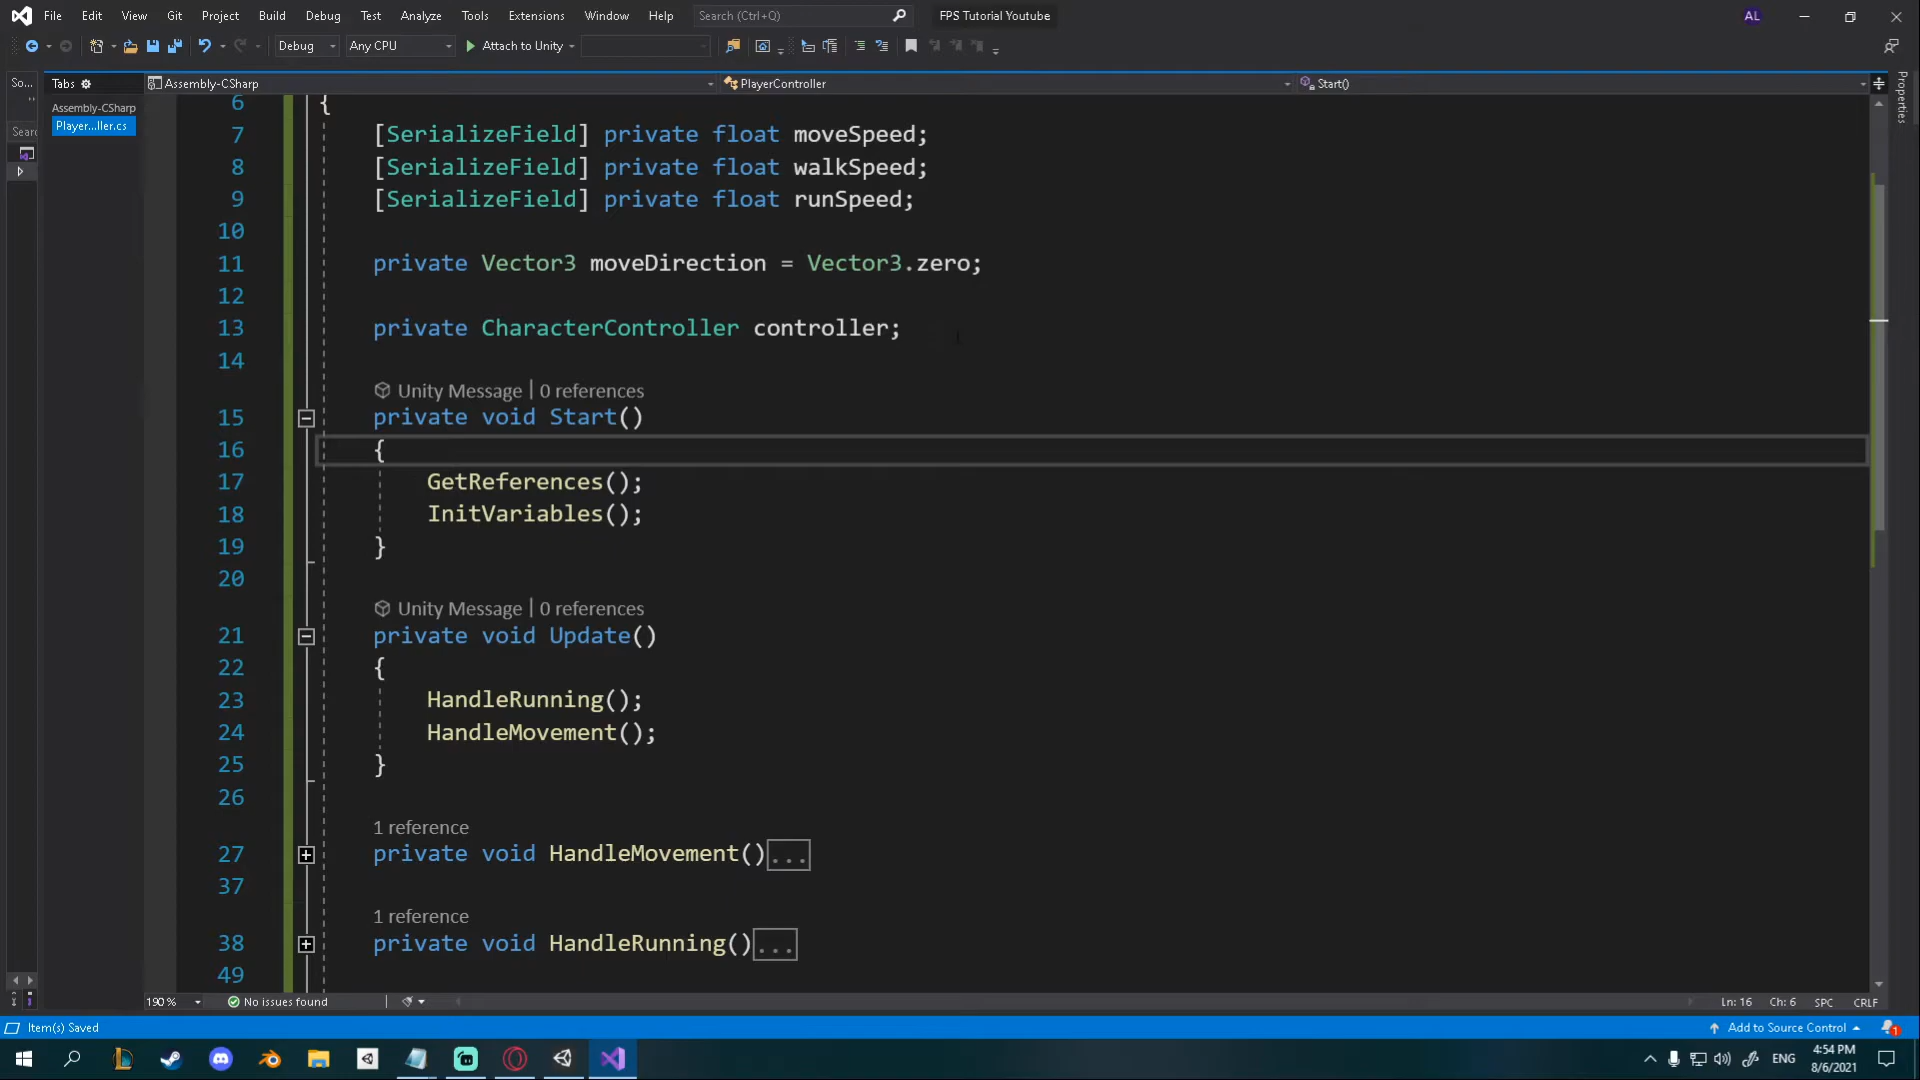 File Edit View Git Project Build Debug Test Analyze Tools Extensions Window Help Search (Ctrl+Q) FPS Tutorial Youtube AL
Debug Any CPU Attach to Unity
So... Tabs Assembly-CSharp PlayerController Start()
Assembly-CSharp
Player...ller.cs
Sear
Properties
6 {
7 [SerializeField] private float moveSpeed;
8 [SerializeField] private float walkSpeed;
9 [SerializeField] private float runSpeed;
10
11 private Vector3 moveDirection = Vector3.zero;
12
13 private CharacterController controller;
14
Unity Message | 0 references
15 private void Start()
16 {
17 GetReferences();
18 InitVariables();
19 }
20
Unity Message | 0 references
21 private void Update()
22 {
23 HandleRunning();
24 HandleMovement();
25 }
26
1 reference
27 private void HandleMovement()...
37
1 reference
38 private void HandleRunning()...
49
190 % No issues found Ln: 16 Ch: 6 SPC CRLF
Item(s) Saved Add to Source Control 1
ENG 4:54 PM
8/6/2021